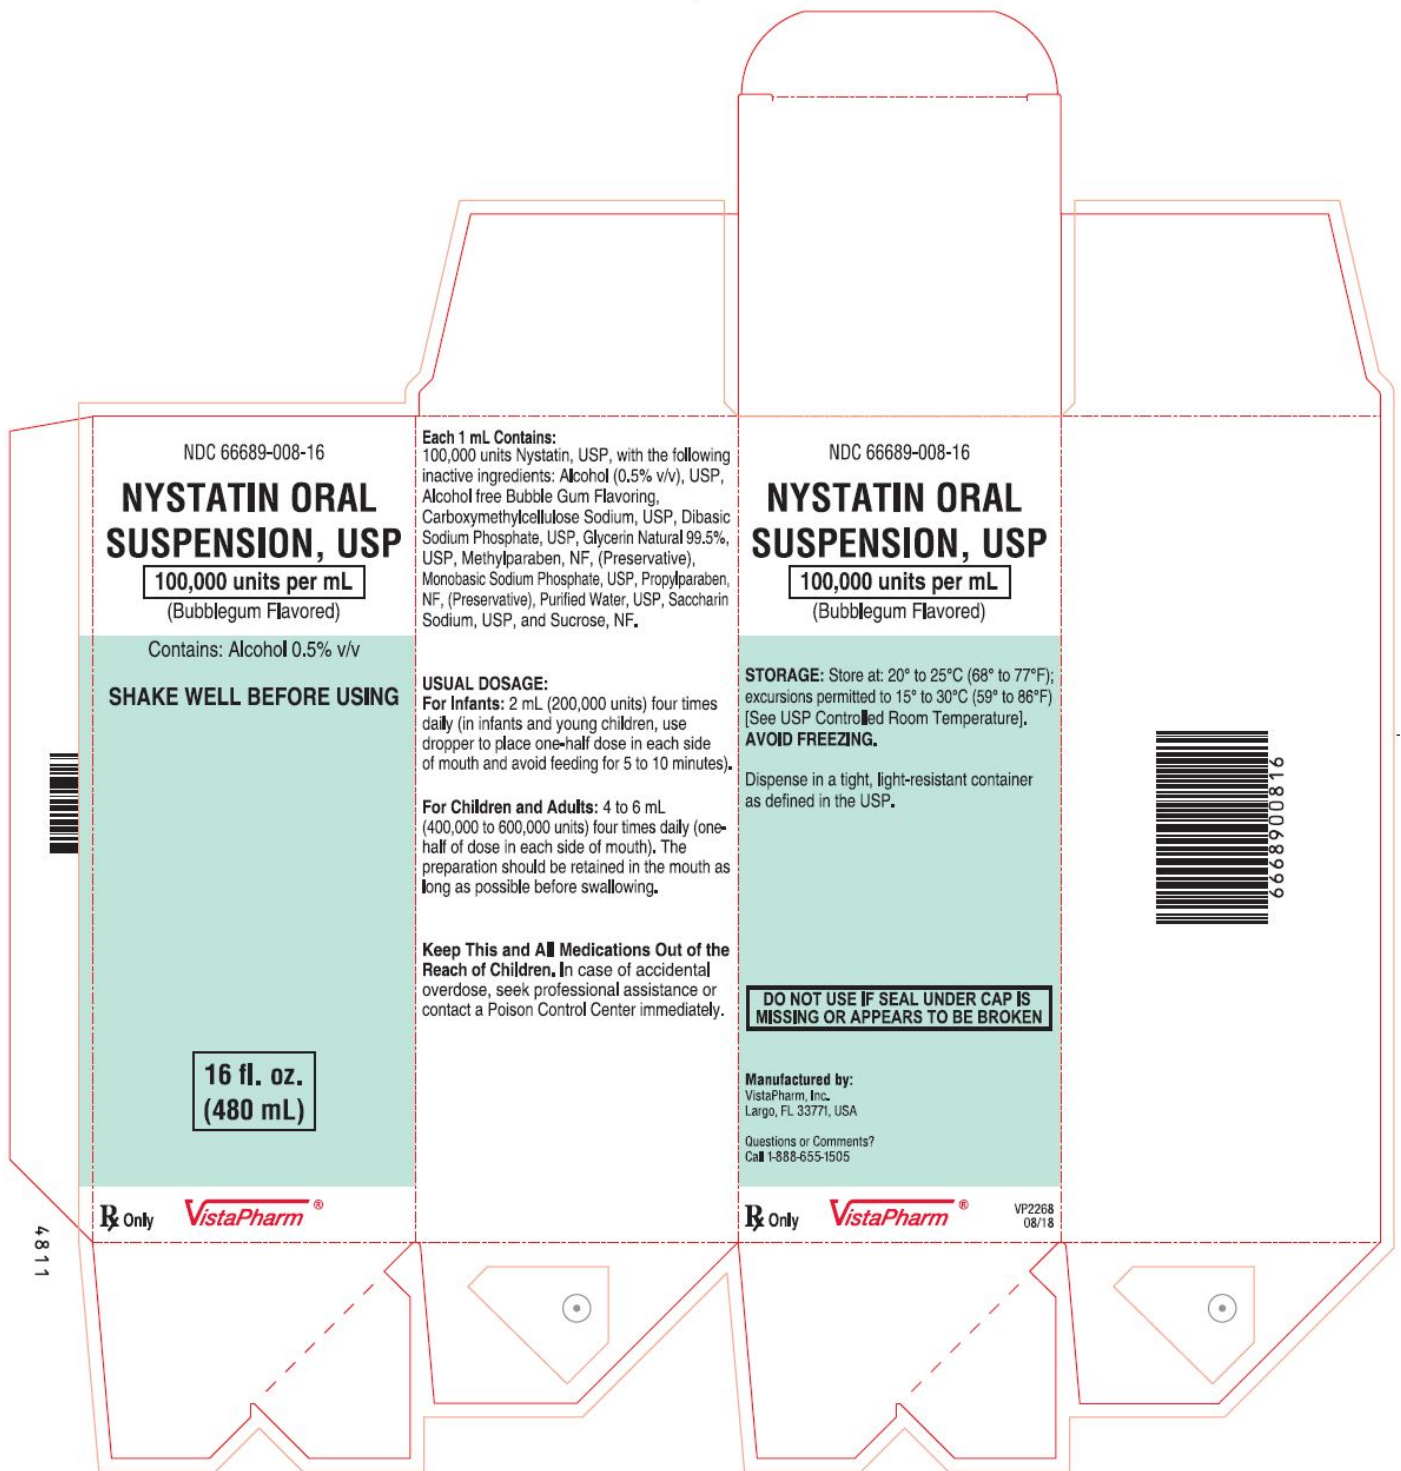 NDC 66689-008-16
NYSTATIN ORAL
SUSPENSION, USP
100,000 units per mL
(Bubblegum Flavored)
Contains: Alcohol 0.5% v/v
SHAKE WELL BEFORE USING
16 fl. oz.
(480 mL)
Rx Only
VistaPharm®
4811
Each 1 mL Contains:
100,000 units Nystatin, USP, with the following
inactive ingredients: Alcohol (0.5% v/v), USP,
Alcohol free Bubble Gum Flavoring,
Carboxymethylcellulose Sodium, USP, Dibasic
Sodium Phosphate, USP, Glycerin Natural 99.5%,
USP, Methylparaben, NF, (Preservative),
Monobasic Sodium Phosphate, USP, Propylparaben,
NF, (Preservative), Purified Water, USP, Saccharin
Sodium, USP, and Sucrose, NF.
USUAL DOSAGE:
For Infants: 2 mL (200,000 units) four times
daily (in infants and young children, use
dropper to place one-half dose in each side
of mouth and avoid feeding for 5 to 10 minutes).
For Children and Adults: 4 to 6 mL
(400,000 to 600,000 units) four times daily (one-
half of dose in each side of mouth). The
preparation should be retained in the mouth as
long as possible before swallowing.
Keep This and All Medications Out of the
Reach of Children. In case of accidental
overdose, seek professional assistance or
contact a Poison Control Center immediately.
NDC 66689-008-16
NYSTATIN ORAL
SUSPENSION, USP
100,000 units per mL
(Bubblegum Flavored)
STORAGE: Store at: 20° to 25°C (68° to 77°F);
excursions permitted to 15° to 30°C (59° to 86°F)
[See USP Controlled Room Temperature].
AVOID FREEZING.
Dispense in a tight, light-resistant container
as defined in the USP.
DO NOT USE IF SEAL UNDER CAP IS
MISSING OR APPEARS TO BE BROKEN
Manufactured by:
VistaPharm, Inc.
Largo, FL 33771, USA
Questions or Comments?
Call 1-888-655-1505
Rx Only
VistaPharm®
VP2268
08/18
6668900816